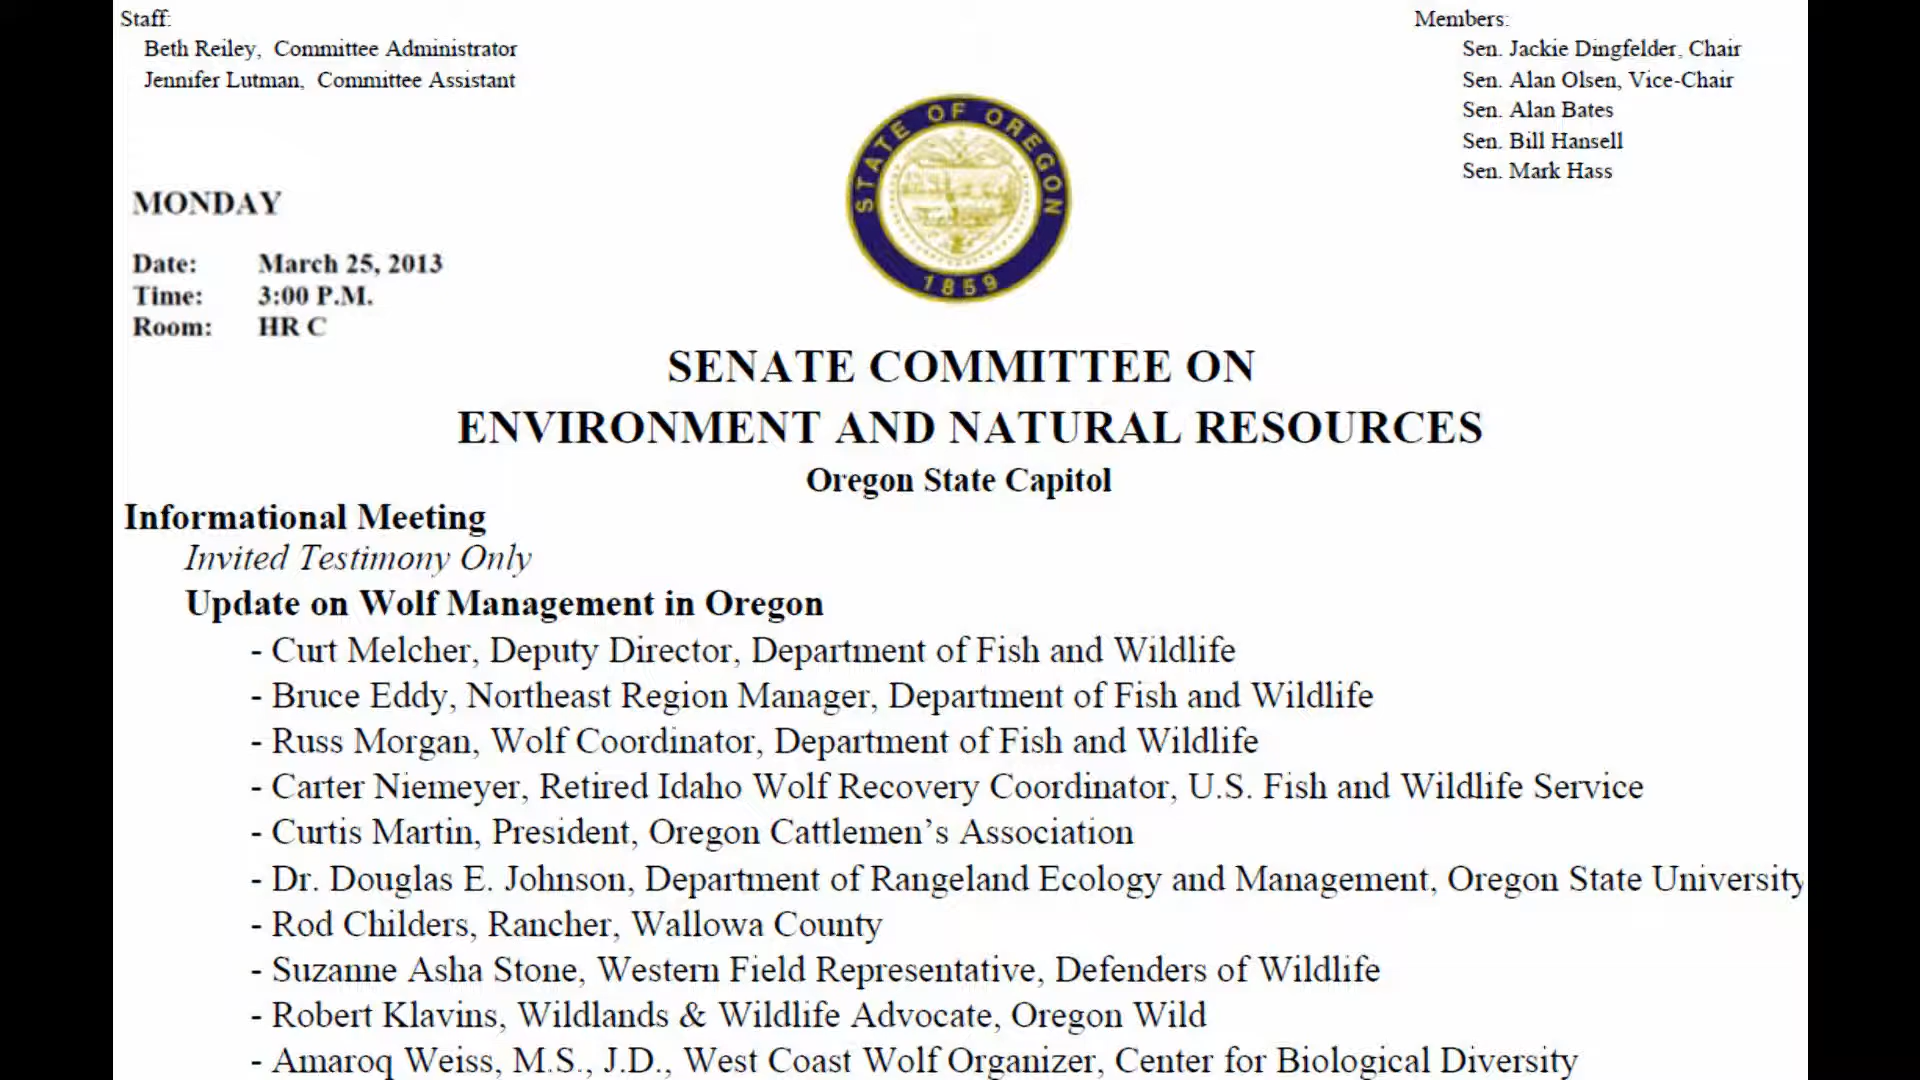 Staff:
Beth Reiley, Committee Administrator
Jennifer Lutman, Committee Assistant
Members:
Sen. Jackie Dingfelder, Chair
Sen. Alan Olsen, Vice-Chair
Sen. Alan Bates
Sen. Bill Hansell
Sen. Mark Hass
MONDAY
Date: March 25, 2013
Time: 3:00 P.M.
Room: HR C
STATE OF OREGON
1859
SENATE COMMITTEE ON
ENVIRONMENT AND NATURAL RESOURCES
Oregon State Capitol
Informational Meeting
Invited Testimony Only
Update on Wolf Management in Oregon
- Curt Melcher, Deputy Director, Department of Fish and Wildlife
- Bruce Eddy, Northeast Region Manager, Department of Fish and Wildlife
- Russ Morgan, Wolf Coordinator, Department of Fish and Wildlife
- Carter Niemeyer, Retired Idaho Wolf Recovery Coordinator, U.S. Fish and Wildlife Service
- Curtis Martin, President, Oregon Cattlemen’s Association
- Dr. Douglas E. Johnson, Department of Rangeland Ecology and Management, Oregon State University
- Rod Childers, Rancher, Wallowa County
- Suzanne Asha Stone, Western Field Representative, Defenders of Wildlife
- Robert Klavins, Wildlands & Wildlife Advocate, Oregon Wild
- Amaroq Weiss, M.S., J.D., West Coast Wolf Organizer, Center for Biological Diversity